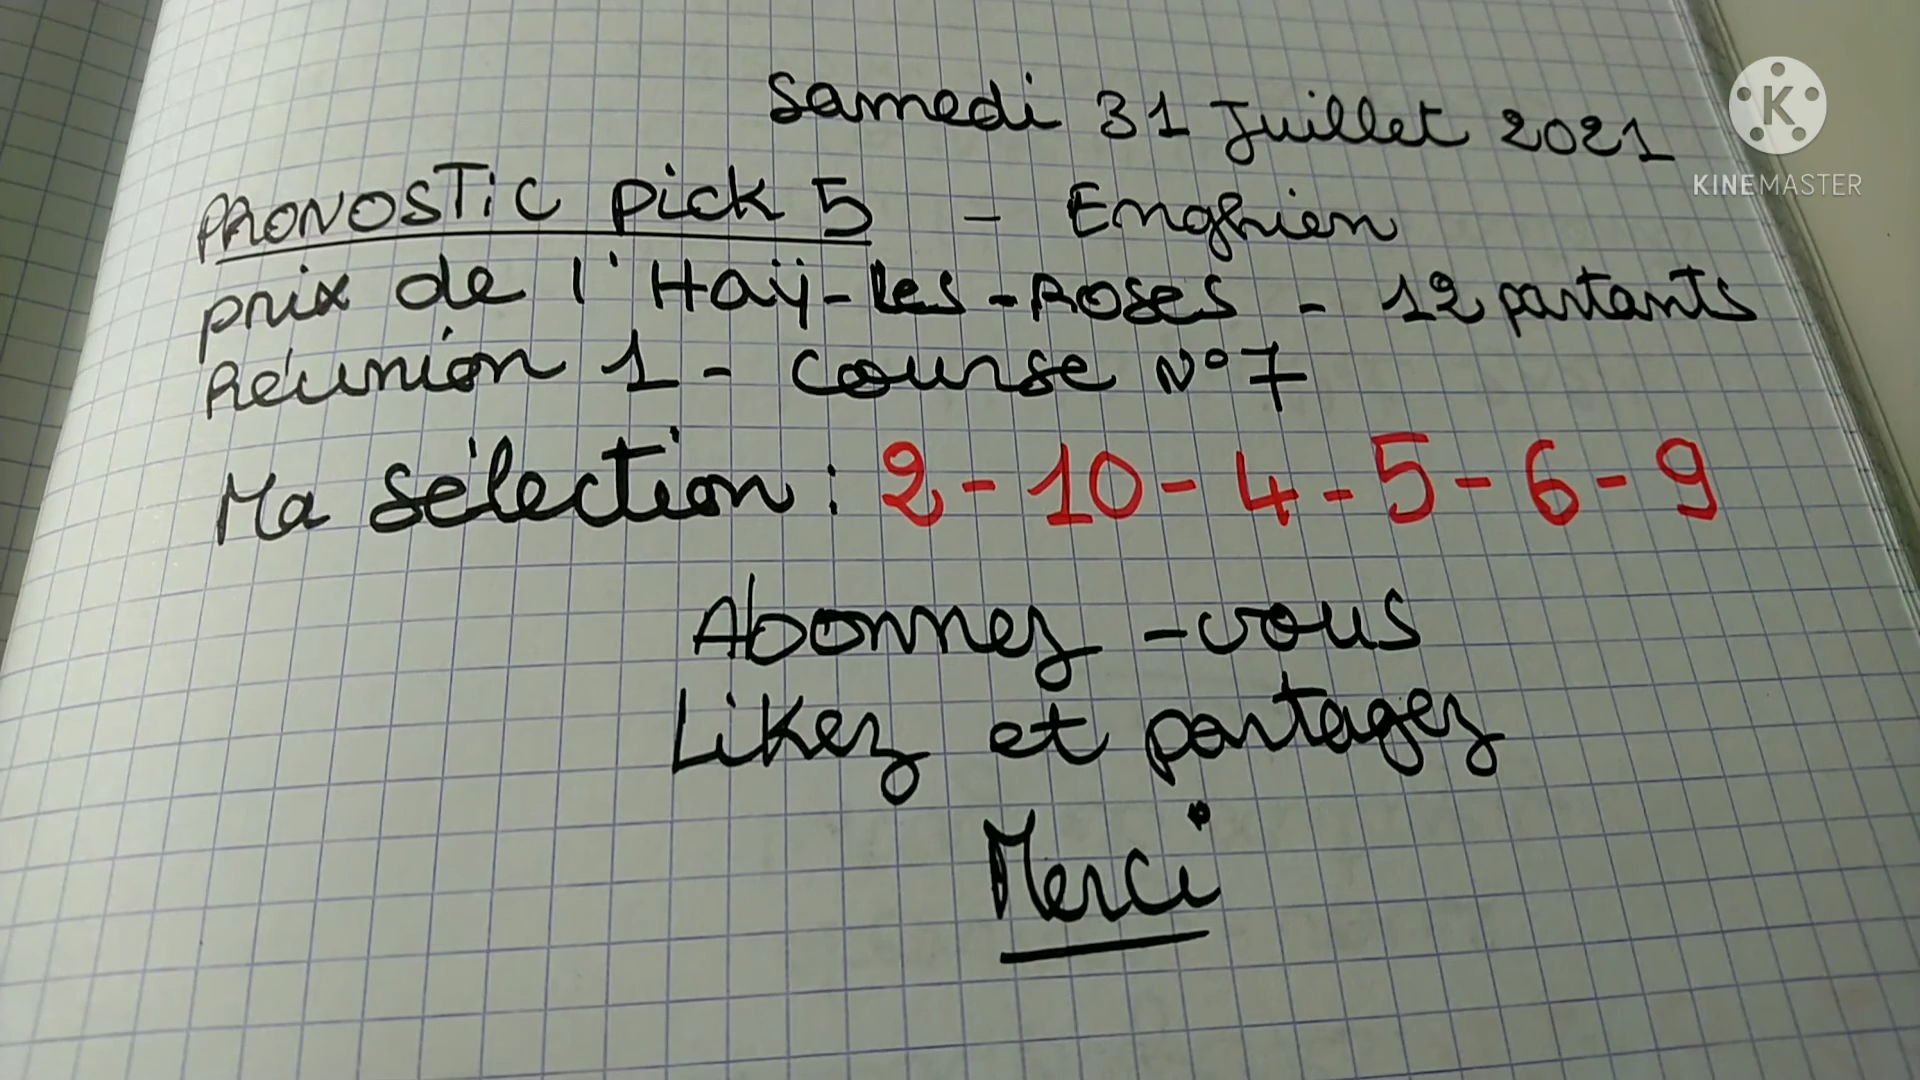 Samedi 31 Juillet 2021
PRONOSTiC Pick 5 - Enghien
prix de l'Haÿ-Les-Roses - 12 partants
Réunion 1 - Course N°7
Ma sélection : 2-10-4-5-6-9
Abonnez-vous
Likez et partagez
Merci
K
KINEMASTER